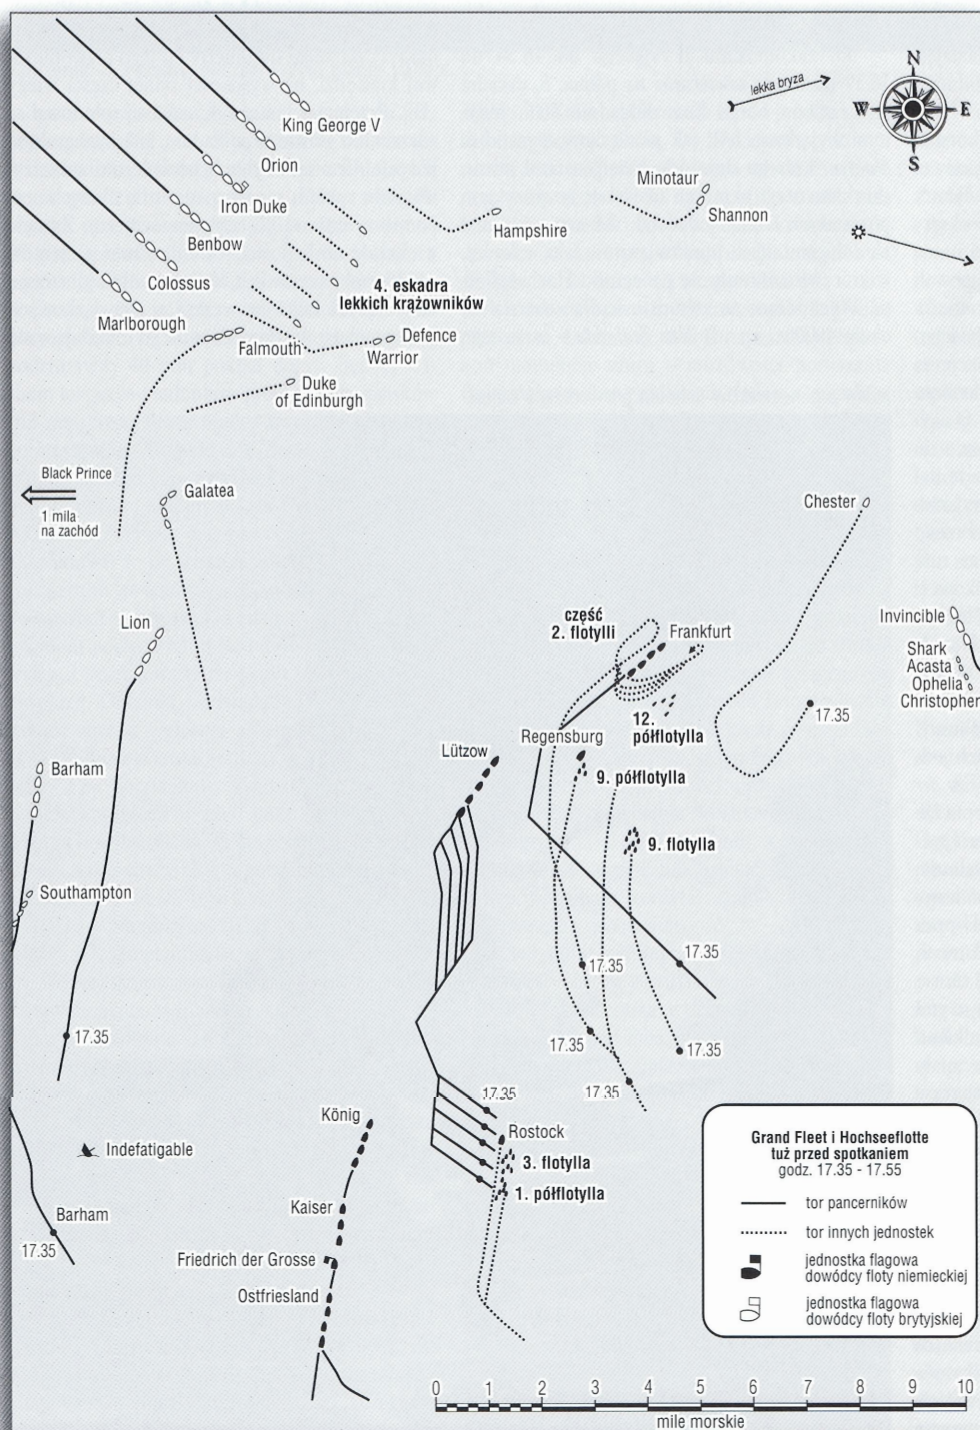 lekka bryza
N
W
E
S
King George V
Orion
Iron Duke
Benbow
Colossus
Marlborough
Minotaur
Shannon
Hampshire
4. eskadra
lekkich krążowników
Falmouth
Defence
Warrior
Duke
of Edinburgh
Black Prince
1 mila
na zachód
Galatea
Chester
Lion
część
2. flotylli
Frankfurt
Invincible
Shark
Acasta
Ophelia
Christopher
17.35
12.
półflotylla
Regensburg
Lützow
9. półflotylla
Barham
9. flotylla
Southampton
17.35
17.35
17.35
17.35
17.35
17.35
17.35
König
Rostock
Indefatigable
3. flotylla
1. półflotylla
Kaiser
Barham
17.35
Friedrich der Grosse
Ostfriesland
Grand Fleet i Hochseeflotte
tuż przed spotkaniem
godz. 17.35 - 17.55
tor pancerników
tor innych jednostek
jednostka flagowa
dowódcy floty niemieckiej
jednostka flagowa
dowódcy floty brytyjskiej
0 1 2 3 4 5 6 7 8 9 10
mile morskie